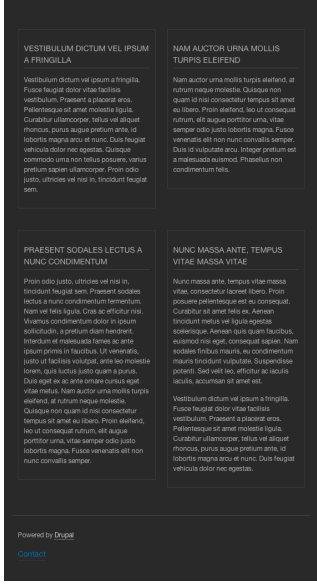 VESTIBULUM DICTUM VEL IPSUM
A FRINGILLA
Vestibulum dictum vel ipsum a fringilla.
Fusce feugiat dolor vitae facilisis
vestibulum. Praesent a placerat eros.
Pellentesque sit amet molestie ligula.
Curabitur ullamcorper, tellus vel aliquet
rhoncus, purus augue pretium ante, id
lobortis magna arcu et nunc. Duis feugiat
vehicula dolor nec egestas. Quisque
commodo urna non tellus posuere, varius
pretium sapien ullamcorper. Proin odio
justo, ultricies vel nisi in, tincidunt feugiat
sem.
NAM AUCTOR URNA MOLLIS
TURPIS ELEIFEND
Nam auctor urna mollis turpis eleifend, at
rutrum neque molestie. Quisque non
quam id nisi consectetur tempus sit amet
eu libero. Proin eleifend, leo ut consequat
rutrum, elit augue porttitor urna, vitae
semper odio justo lobortis magna. Fusce
venenatis elit non nunc convallis semper.
Duis id vulputate arcu. Integer pretium est
a malesuada euismod. Phasellus non
condimentum felis.
PRAESENT SODALES LECTUS A
NUNC CONDIMENTUM
Proin odio justo, ultricies vel nisi in,
tincidunt feugiat sem. Praesent sodales
lectus a nunc condimentum fermentum.
Nam vel felis ligula. Cras ac efficitur nisi.
Vivamus condimentum dolor in ipsum
sollicitudin, a pretium diam hendrerit.
Interdum et malesuada fames ac ante
ipsum primis in faucibus. Ut venenatis,
justo ut facilisis volutpat, ante leo molestie
lorem, quis luctus justo quam a purus.
Duis eget ex ac ante ornare cursus eget
vitae metus. Nam auctor urna mollis turpis
eleifend, at rutrum neque molestie.
Quisque non quam id nisi consectetur
tempus sit amet eu libero. Proin eleifend,
leo ut consequat rutrum, elit augue
porttitor urna, vitae semper odio justo
lobortis magna. Fusce venenatis elit non
nunc convallis semper.
NUNC MASSA ANTE, TEMPUS
VITAE MASSA VITAE
Nunc massa ante, tempus vitae massa
vitae, consectetur laoreet libero. Proin
posuere pellentesque est eu consequat.
Curabitur sit amet felis ex. Aenean
tincidunt metus vel ligula egestas
scelerisque. Aenean quis quam faucibus,
euismod nisi eget, consequat sapien. Nam
sodales finibus mauris, eu condimentum
mauris tincidunt vulputate. Suspendisse
potenti. Sed velit leo, efficitur ac iaculis
iaculis, accumsan sit amet est.
Vestibulum dictum vel ipsum a fringilla.
Fusce feugiat dolor vitae facilisis
vestibulum. Praesent a placerat eros.
Pellentesque sit amet molestie ligula.
Curabitur ullamcorper, tellus vel aliquet
rhoncus, purus augue pretium ante, id
lobortis magna arcu et nunc. Duis feugiat
vehicula dolor nec egestas.
Powered by Drupal
Contact